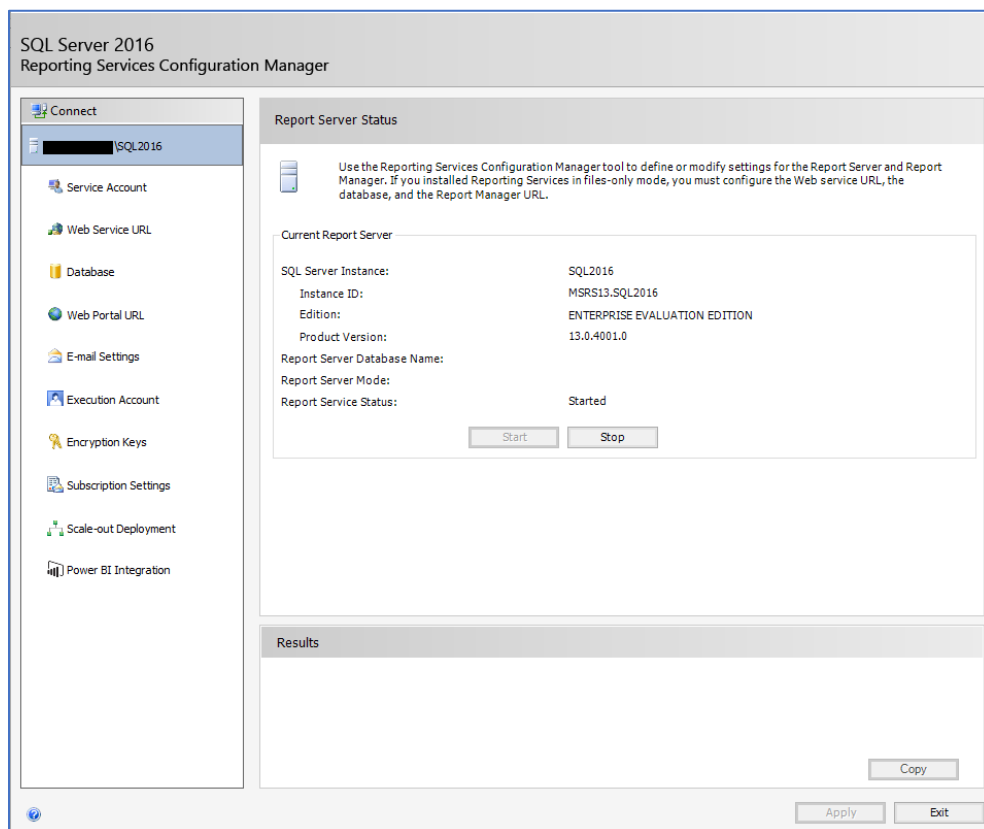 SQL Server 2016
Reporting Services Configuration Manager
Connect
\SQL2016
Service Account
Web Service URL
Database
Web Portal URL
E-mail Settings
Execution Account
Encryption Keys
Subscription Settings
Scale-out Deployment
Power BI Integration
Report Server Status
Use the Reporting Services Configuration Manager tool to define or modify settings for the Report Server and Report
Manager. If you installed Reporting Services in files-only mode, you must configure the Web service URL, the
database, and the Report Manager URL.
Current Report Server
SQL Server Instance: SQL2016
Instance ID: MSRS13.SQL2016
Edition: ENTERPRISE EVALUATION EDITION
Product Version: 13.0.4001.0
Report Server Database Name:
Report Server Mode:
Report Service Status: Started
Start Stop
Results
Copy
Apply Exit